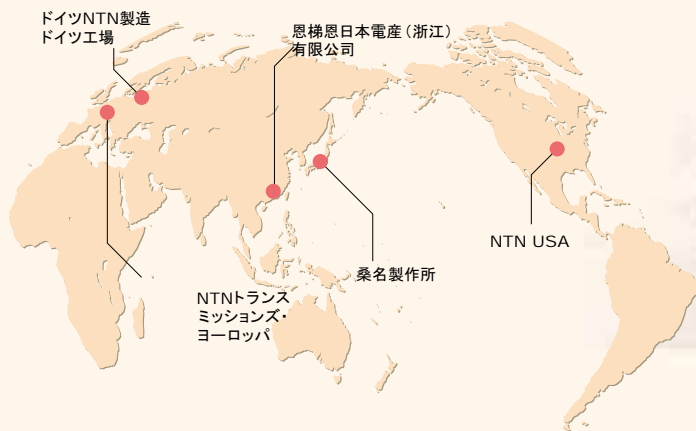 ドイツNTN製造
ドイツ工場
恩梯恩日本電産（浙江）
有限公司
NTN USA
桑名製作所
NTNトランス
ミッションズ・
ヨーロッパ